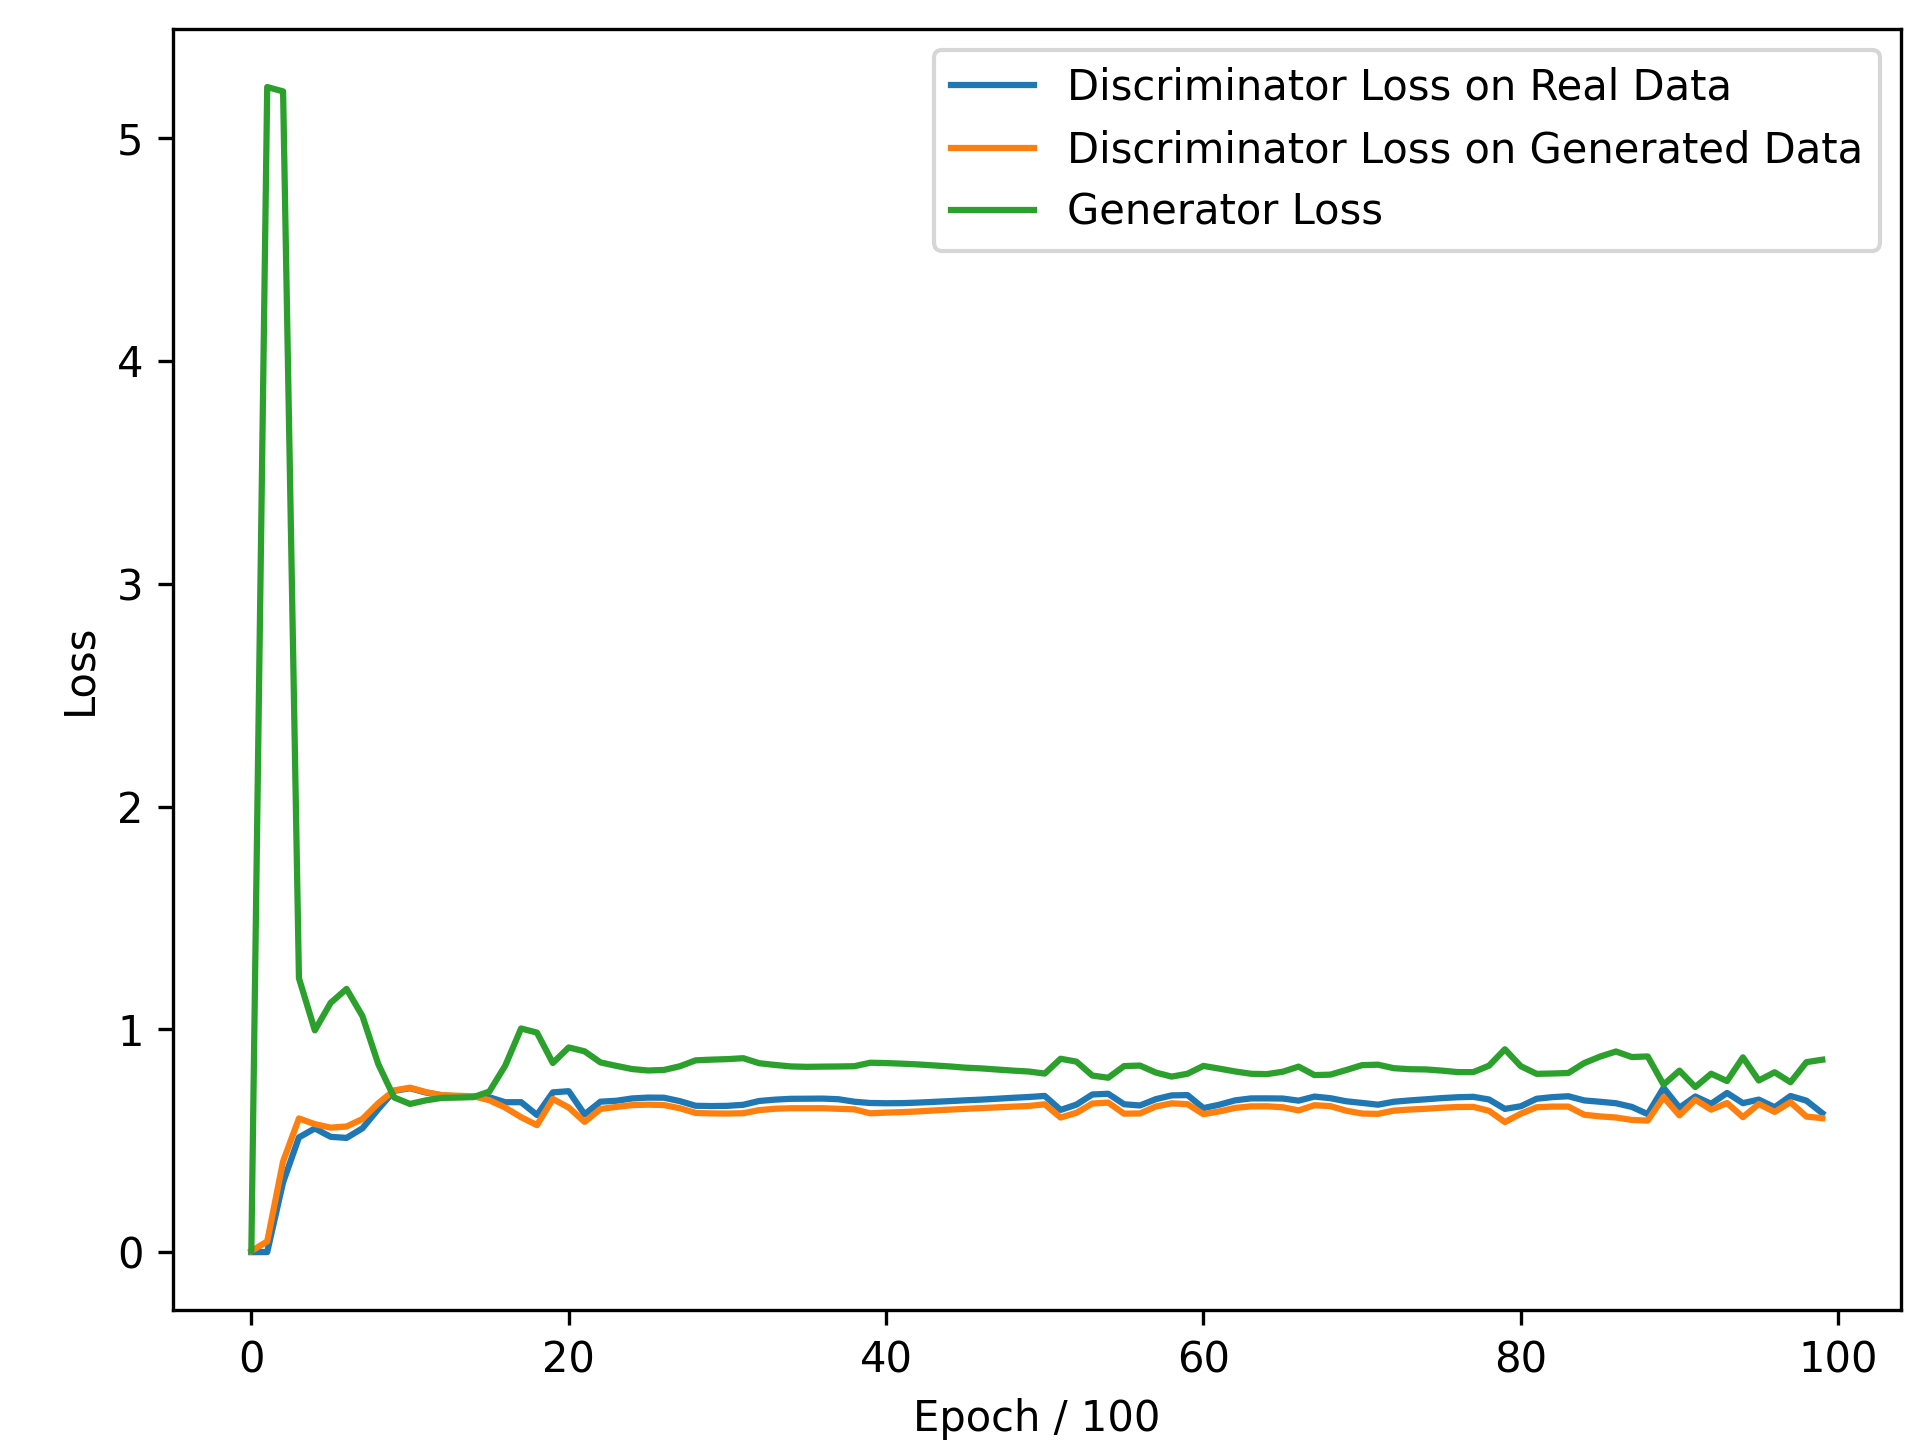 Discriminator Loss on Real Data
Discriminator Loss on Generated Data
Generator Loss
5
4
3
2
1
0
Loss
0 20 40 60 80 100
Epoch / 100